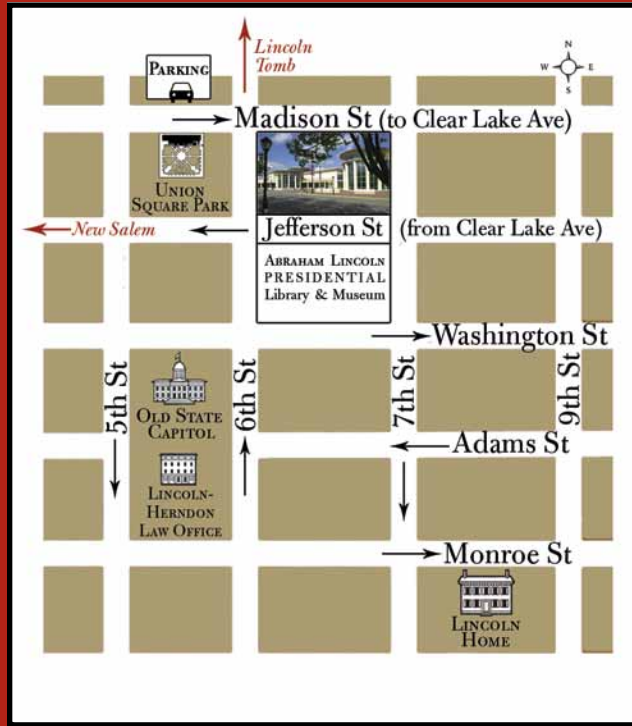 Lincoln
Tomb
PARKING
N
W E
S
Madison St (to Clear Lake Ave)
UNION
SQUARE PARK
New Salem
Jefferson St (from Clear Lake Ave)
ABRAHAM LINCOLN
PRESIDENTIAL
Library & Museum
Washington St
5th St
6th St
7th St
9th St
OLD STATE
CAPITOL
Adams St
LINCOLN-
HERNDON
LAW OFFICE
Monroe St
LINCOLN
HOME